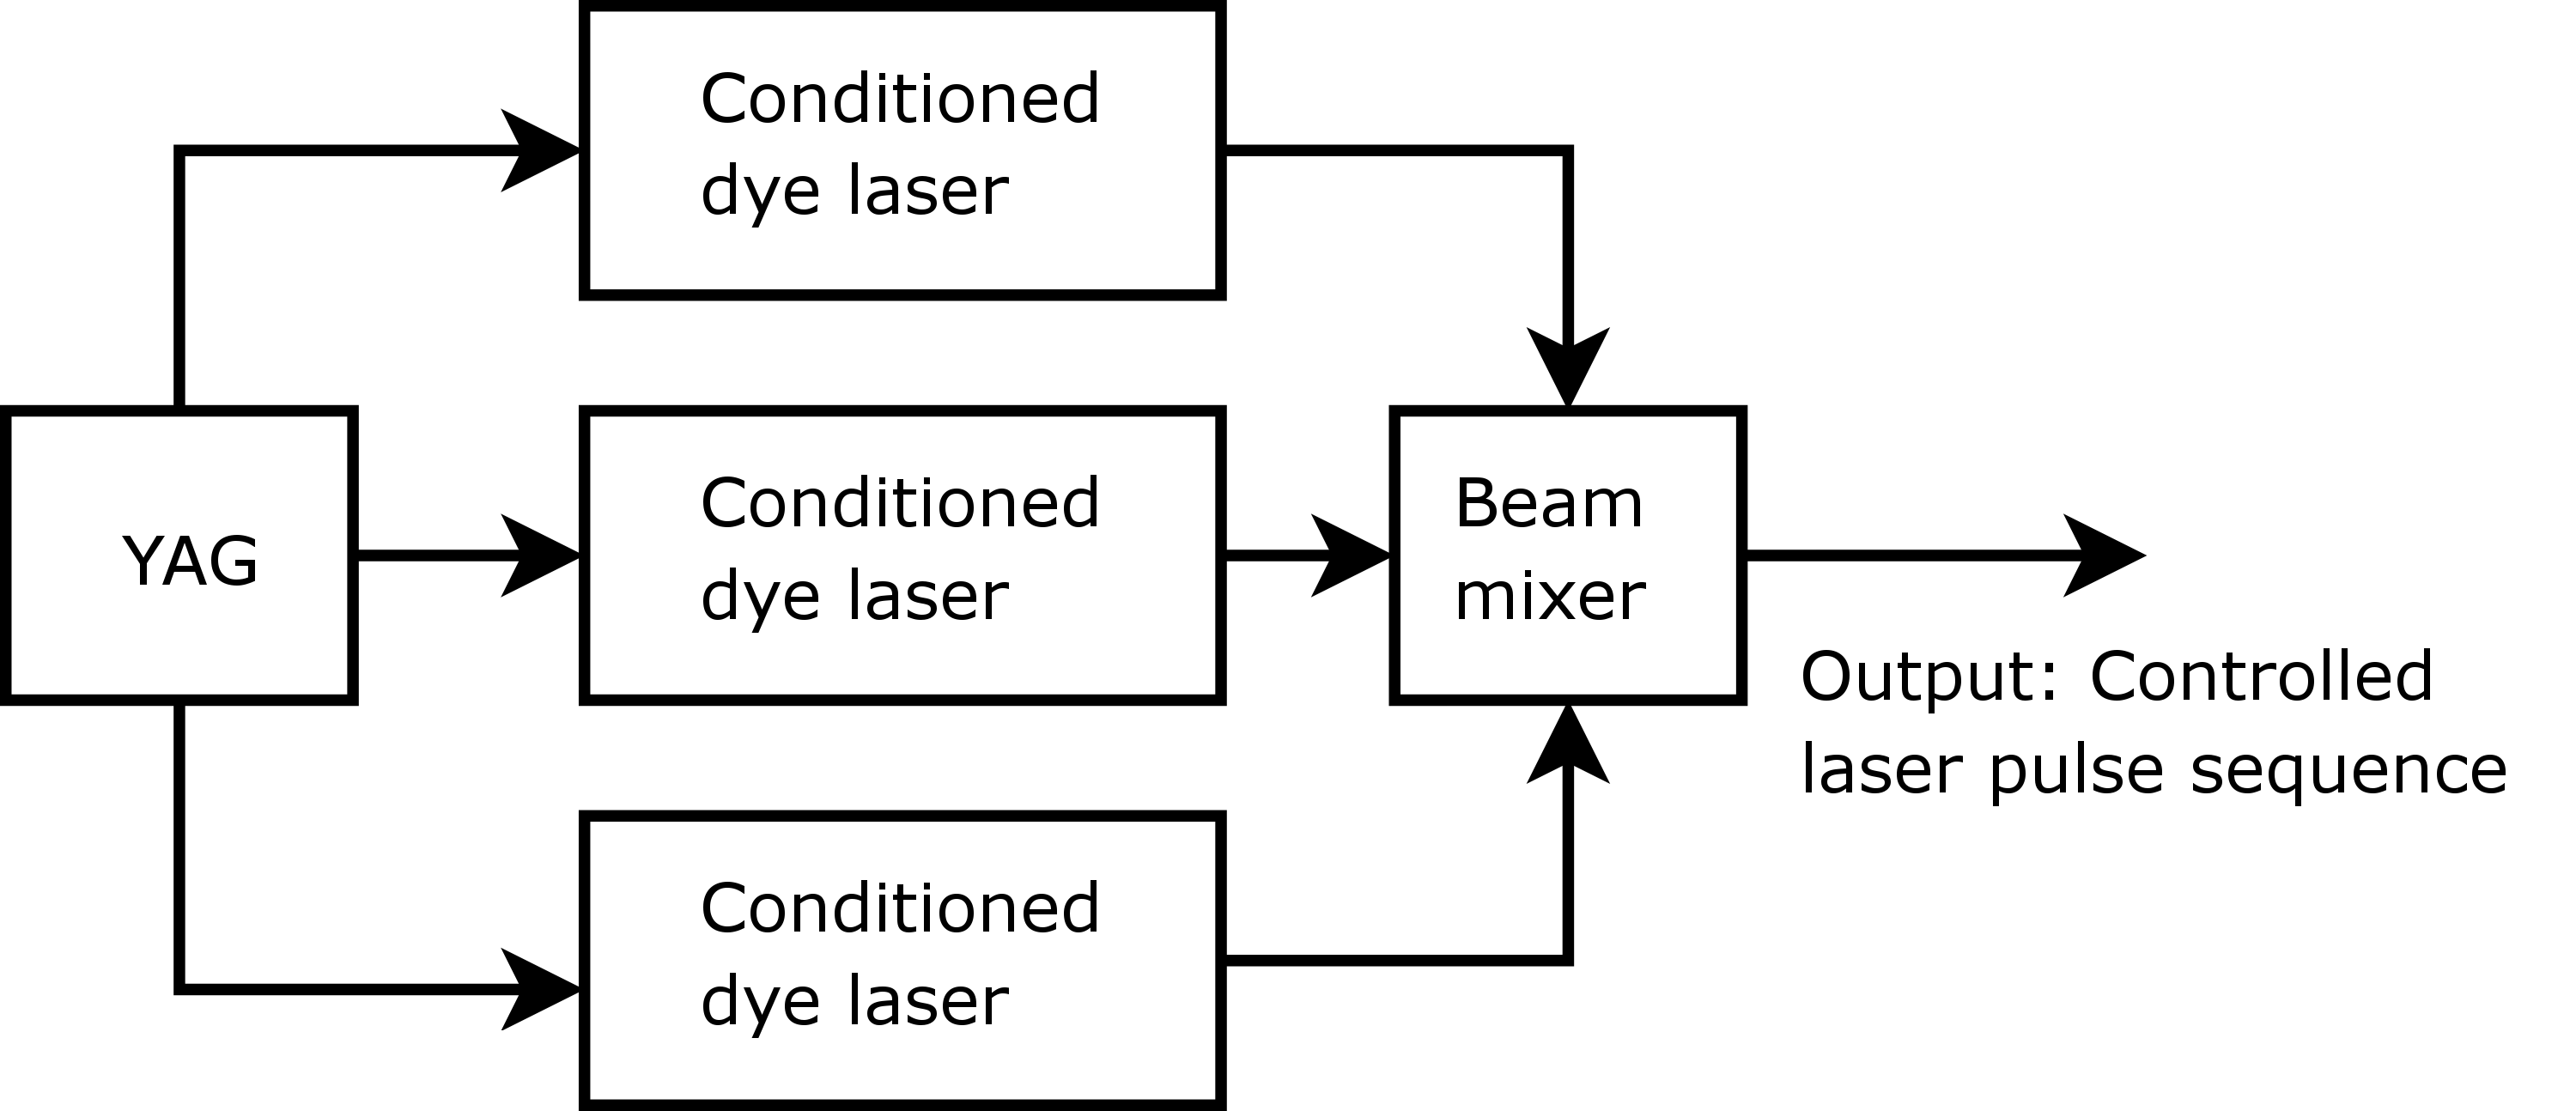 Conditioned
dye laser
YAG
Conditioned
dye laser
Beam
mixer
Output: Controlled
laser pulse sequence
Conditioned
dye laser